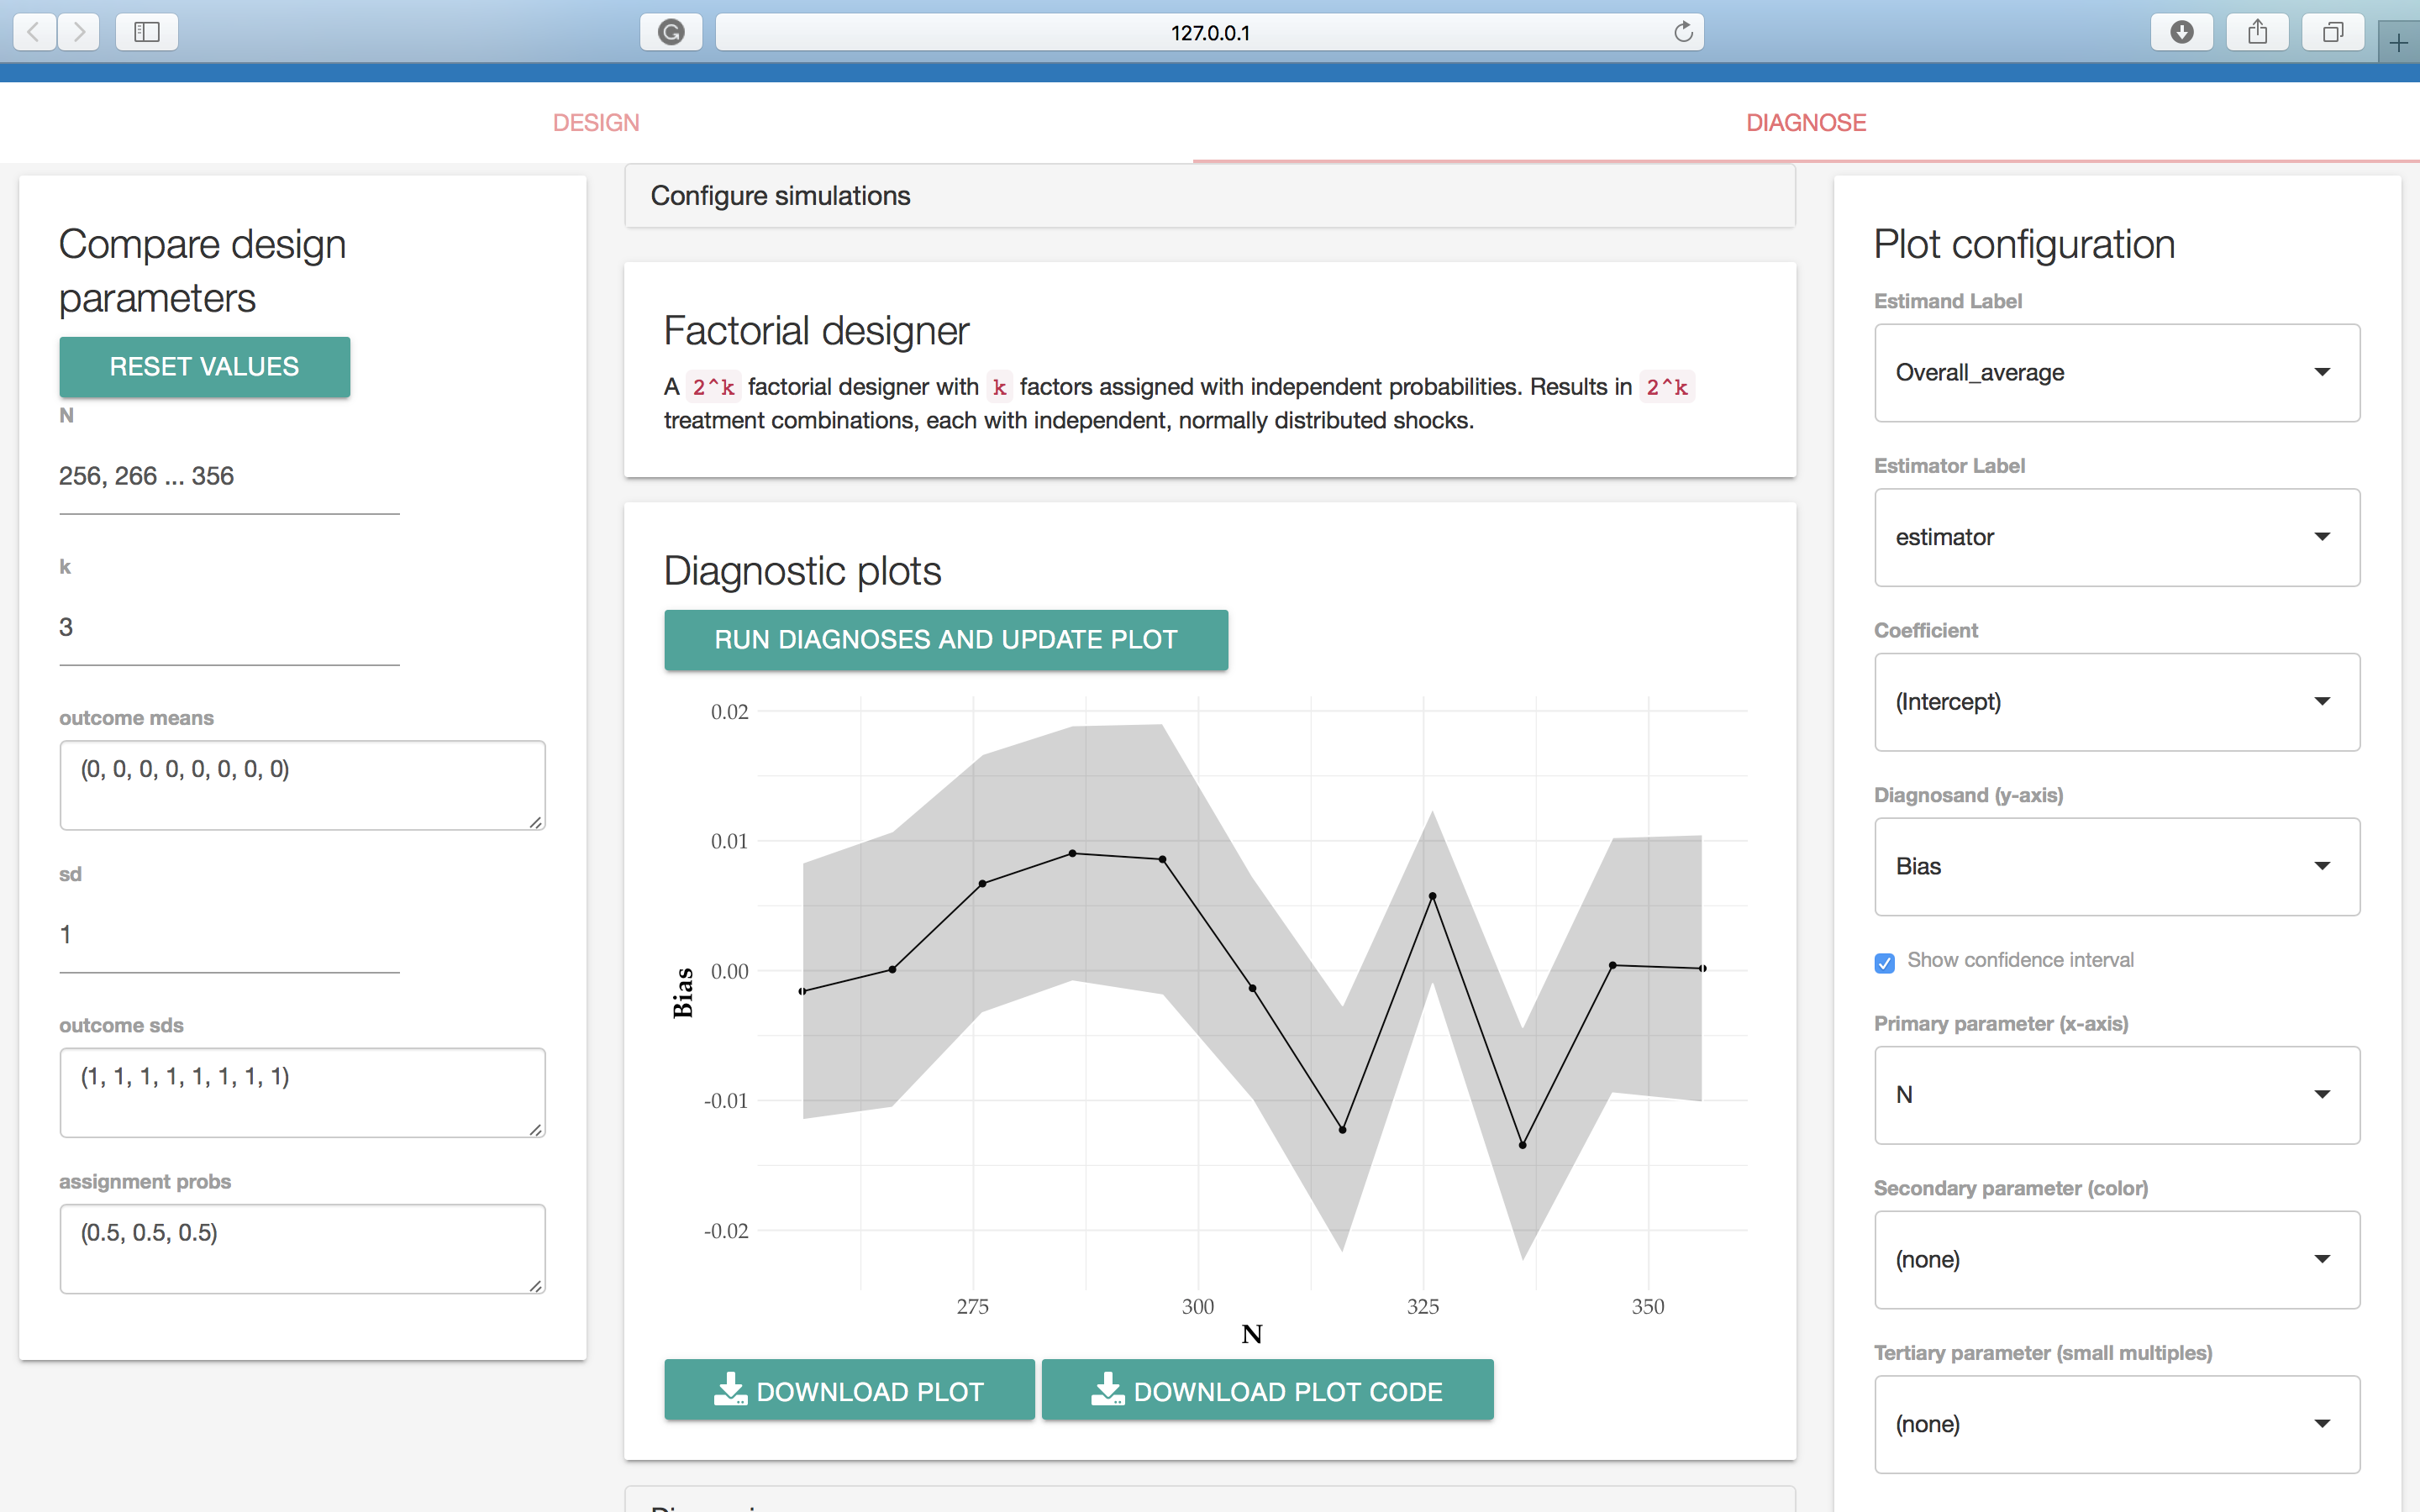 127.0.0.1
DESIGN
DIAGNOSE
Compare design
parameters
RESET VALUES
N
256, 266 ... 356
k
3
outcome means
(0, 0, 0, 0, 0, 0, 0, 0)
sd
1
outcome sds
(1, 1, 1, 1, 1, 1, 1, 1)
assignment probs
(0.5, 0.5, 0.5)
Configure simulations
Factorial designer
A 2^k factorial designer with k factors assigned with independent probabilities. Results in 2^k
treatment combinations, each with independent, normally distributed shocks.
Diagnostic plots
RUN DIAGNOSES AND UPDATE PLOT
0.02
0.01
0.00
-0.01
-0.02
Bias
275
300
325
350
N
DOWNLOAD PLOT
DOWNLOAD PLOT CODE
Plot configuration
Estimand Label
Overall_average
Estimator Label
estimator
Coefficient
(Intercept)
Diagnosand (y-axis)
Bias
Show confidence interval
Primary parameter (x-axis)
N
Secondary parameter (color)
(none)
Tertiary parameter (small multiples)
(none)